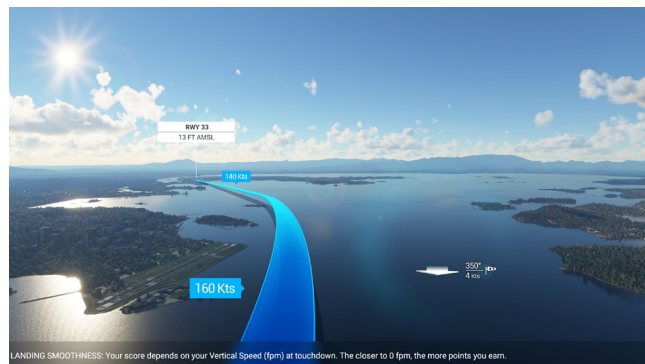 RWY 33
13 FT AMSL
140 Kts
160 Kts
350°
4 Kts
LANDING SMOOTHNESS: Your score depends on your Vertical Speed (fpm) at touchdown. The closer to 0 fpm, the more points you earn.